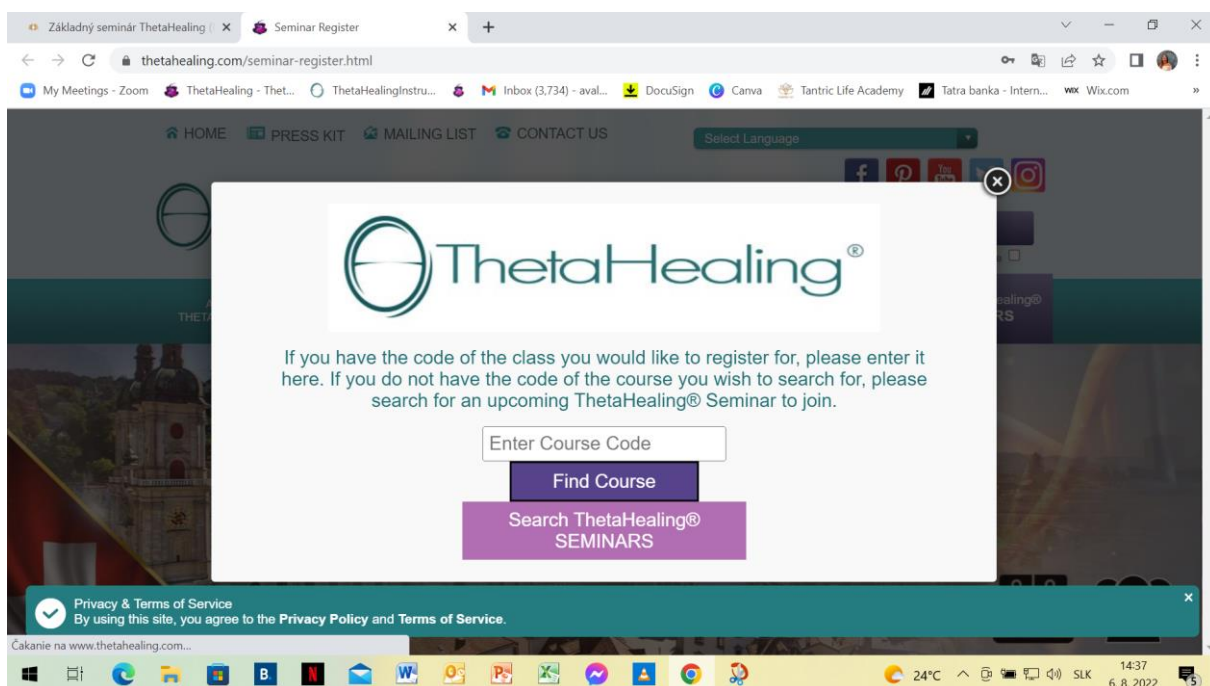 Základný seminár ThetaHealing (
Seminar Register
thetahealing.com/seminar-register.html
My Meetings - Zoom
ThetaHealing - Thet...
ThetaHealingInstru...
Inbox (3,734) - aval...
DocuSign
Canva
Tantric Life Academy
Tatra banka - Intern...
WIX Wix.com
»
HOME
PRESS KIT
MAILING LIST
CONTACT US
Select Language
You
ThetaHealing®
ealing®
THETA
RS
If you have the code of the class you would like to register for, please enter it
here. If you do not have the code of the course you wish to search for, please
search for an upcoming ThetaHealing® Seminar to join.
Enter Course Code
Find Course
Search ThetaHealing®
SEMINARS
Privacy & Terms of Service
By using this site, you agree to the Privacy Policy and Terms of Service.
Čakanie na www.thetahealing.com...
24°C
SLK
14:37
6. 8. 2022
5